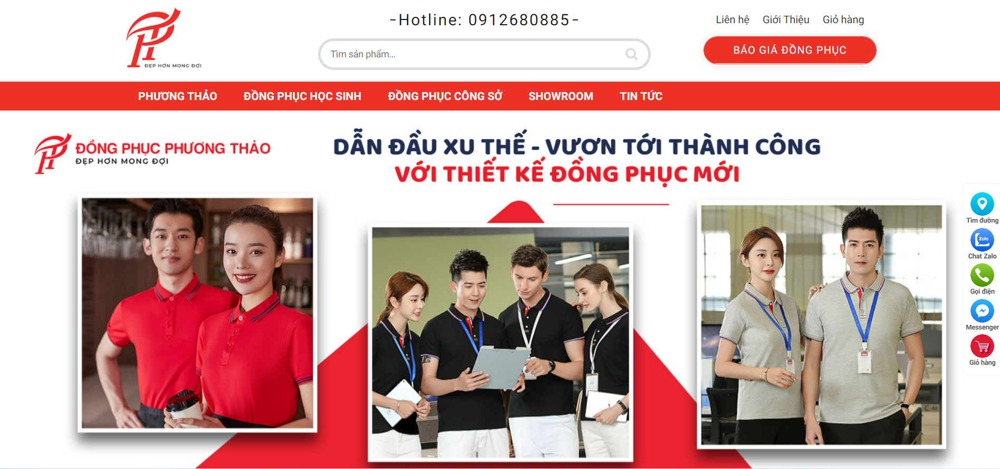 ĐẸP HƠN MONG ĐỢI
-Hotline: 0912680885-
Tìm sản phẩm...
Liên hệ Giới Thiệu Giỏ hàng
BÁO GIÁ ĐỒNG PHỤC
PHƯƠNG THẢO ĐỒNG PHỤC HỌC SINH ĐỒNG PHỤC CÔNG SỞ SHOWROOM TIN TỨC
ĐỒNG PHỤC PHƯƠNG THẢO
ĐẸP HƠN MONG ĐỢI
DẪN ĐẦU XU THẾ - VƯƠN TỚI THÀNH CÔNG
VỚI THIẾT KẾ ĐỒNG PHỤC MỚI
Tìm đường
Zalo
Chat Zalo
Gọi điện
Messenger
Giỏ hàng